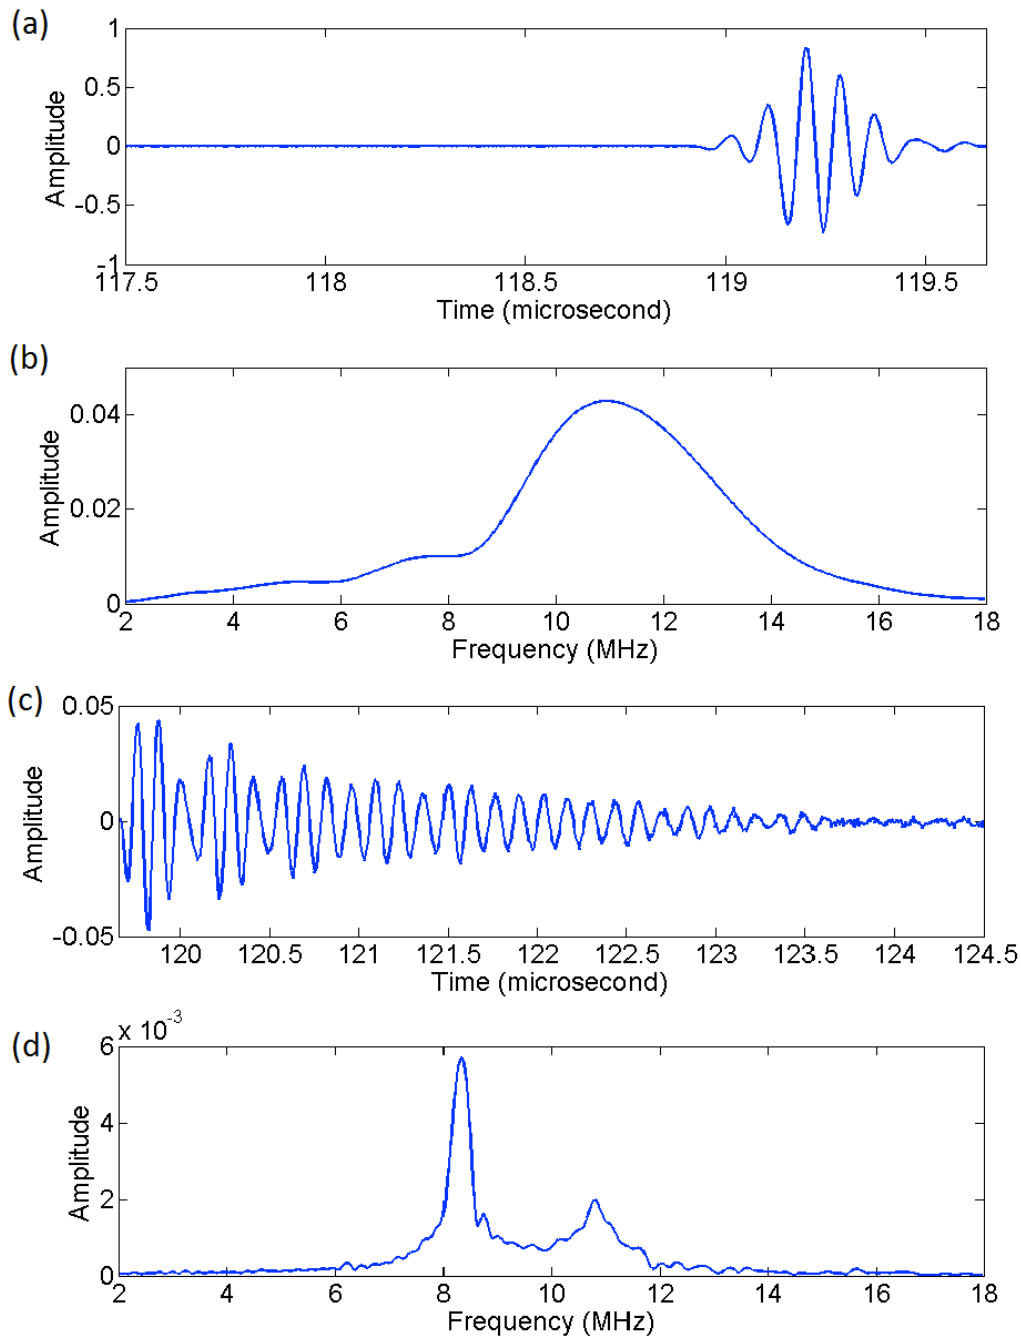 (a)
1
0.5
0
-0.5
-1
Amplitude
117.5 118 118.5 119 119.5
Time (microsecond)
(b)
0.04
0.02
0
Amplitude
2 4 6 8 10 12 14 16 18
Frequency (MHz)
(c)
0.05
0
-0.05
Amplitude
120 120.5 121 121.5 122 122.5 123 123.5 124 124.5
Time (microsecond)
(d)
x 10⁻³
6
4
2
0
Amplitude
2 4 6 8 10 12 14 16 18
Frequency (MHz)